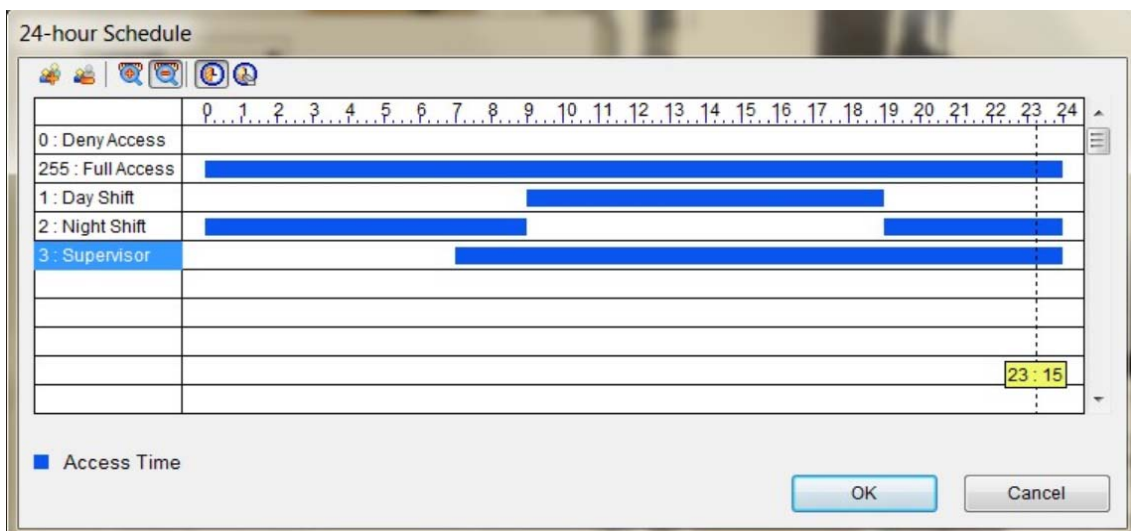 24-hour Schedule
0 1 2 3 4 5 6 7 8 9 10 11 12 13 14 15 16 17 18 19 20 21 22 23 24
0 : Deny Access
255 : Full Access
1 : Day Shift
2 : Night Shift
3 : Supervisor
23 : 15
Access Time
OK Cancel